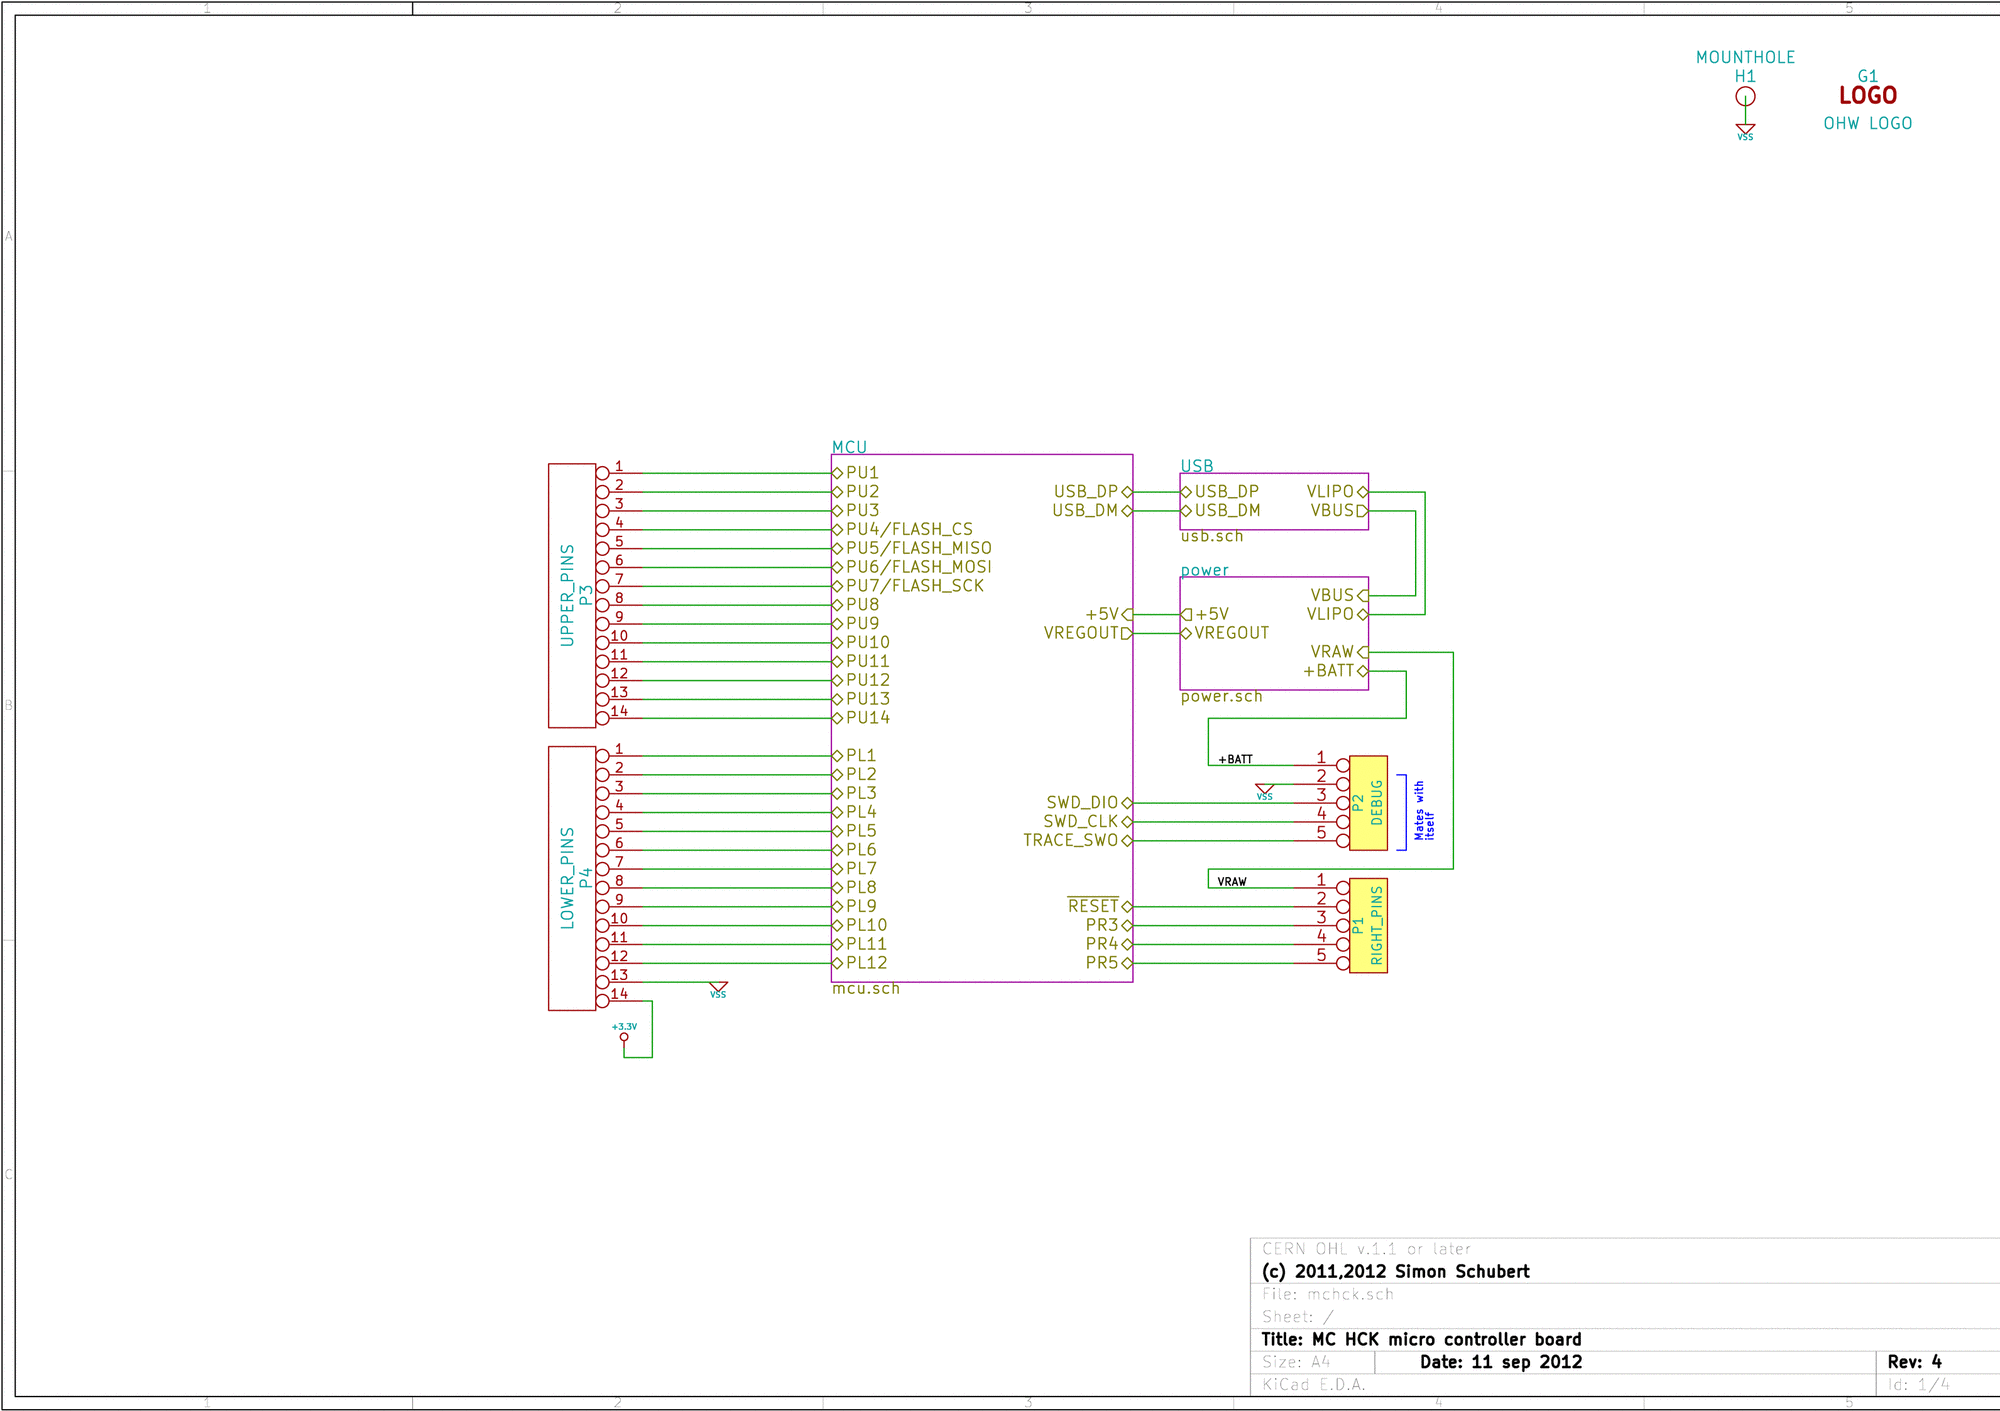 1 2 3 4 5
A
B
C
MOUNTHOLE
H1
VSS
G1
LOGO
OHW LOGO
UPPER_PINS
P3
1
2
3
4
5
6
7
8
9
10
11
12
13
14
LOWER_PINS
P4
1
2
3
4
5
6
7
8
9
10
11
12
13
14
VSS
+3.3V
MCU
PU1
PU2
PU3
PU4/FLASH_CS
PU5/FLASH_MISO
PU6/FLASH_MOSI
PU7/FLASH_SCK
PU8
PU9
PU10
PU11
PU12
PU13
PU14
PL1
PL2
PL3
PL4
PL5
PL6
PL7
PL8
PL9
PL10
PL11
PL12
USB_DP
USB_DM
+5V
VREGOUT
SWD_DIO
SWD_CLK
TRACE_SWO
RESET
PR3
PR4
PR5
mcu.sch
USB
USB_DP VLIPO
USB_DM VBUS
usb.sch
power
VBUS
+5V VLIPO
VREGOUT
VRAW
+BATT
power.sch
+BATT
VSS
1
2
3
4
5
P2
DEBUG
Mates with
itself
VRAW
1
2
3
4
5
P1
RIGHT_PINS
CERN OHL v.1.1 or later
(c) 2011,2012 Simon Schubert
File: mchck.sch
Sheet: /
Title: MC HCK micro controller board
Size: A4 Date: 11 sep 2012 Rev: 4
KiCad E.D.A. Id: 1/4
1 2 3 4 5